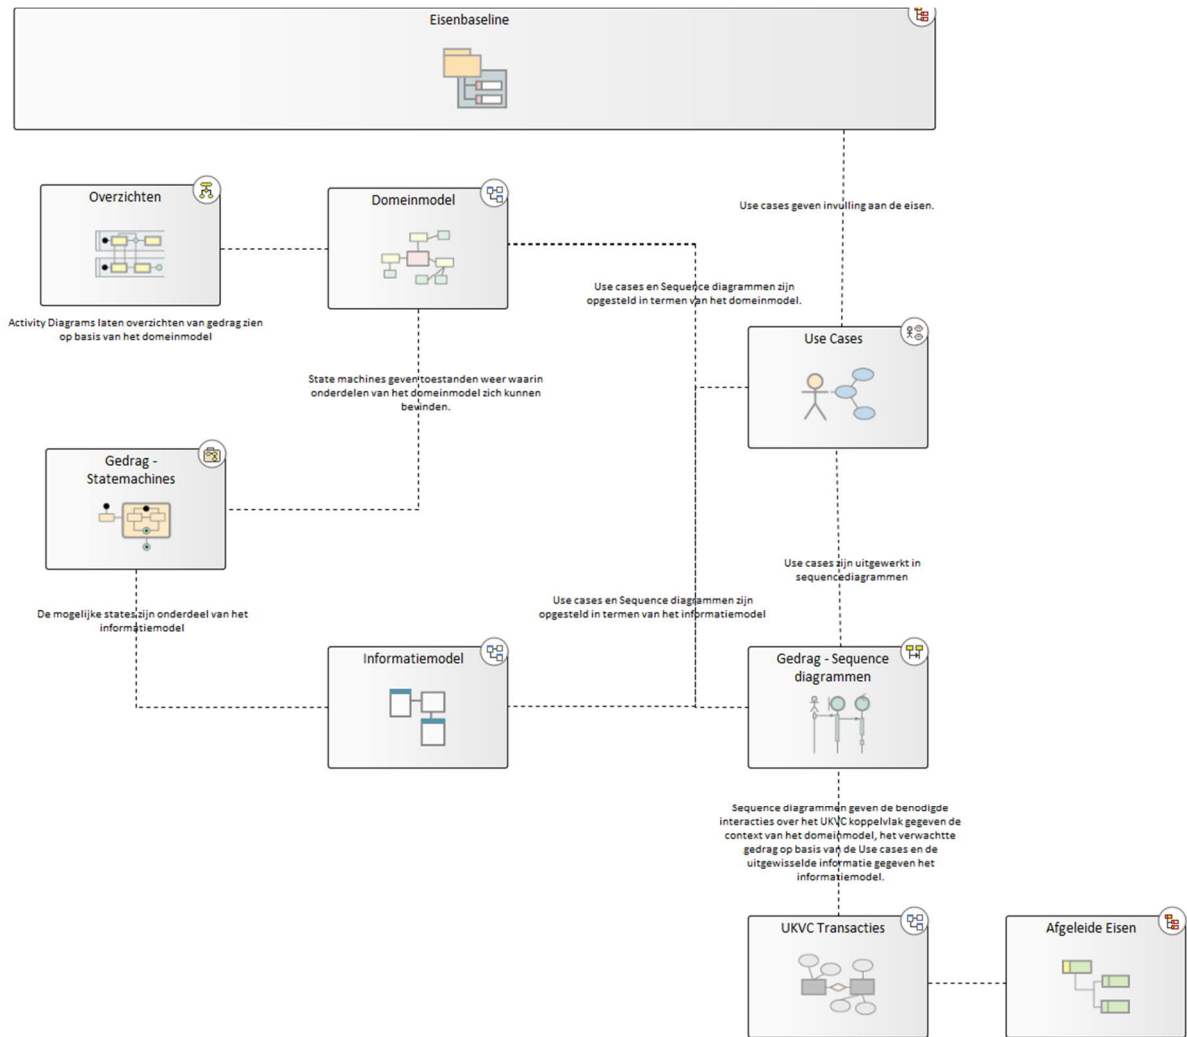 Eisenbaseline
Overzichten
Domeinmodel
Use cases geven invulling aan de eisen.
Use cases en Sequence diagrammen zijn
opgesteld in termen van het domeinmodel.
Activity Diagrams laten overzichten van gedrag zien
op basis van het domeinmodel
Use Cases
State machines geven toestanden weer waarin
onderdelen van het domeinmodel zich kunnen
bevinden.
Gedrag -
Statemachines
Use cases zijn uitgewerkt in
sequencediagrammen
De mogelijke states zijn onderdeel van het
informatiemodel
Use cases en Sequence diagrammen zijn
opgesteld in termen van het informatiemodel
Informatiemodel
Gedrag - Sequence
diagrammen
Sequence diagrammen geven de benodigde
interacties over het UKVC koppelvlak gegeven de
context van het domeinmodel, het verwachtte
gedrag op basis van de Use cases en de
uitgewisselde informatie gegeven het
informatiemodel.
UKVC Transacties
Afgeleide Eisen